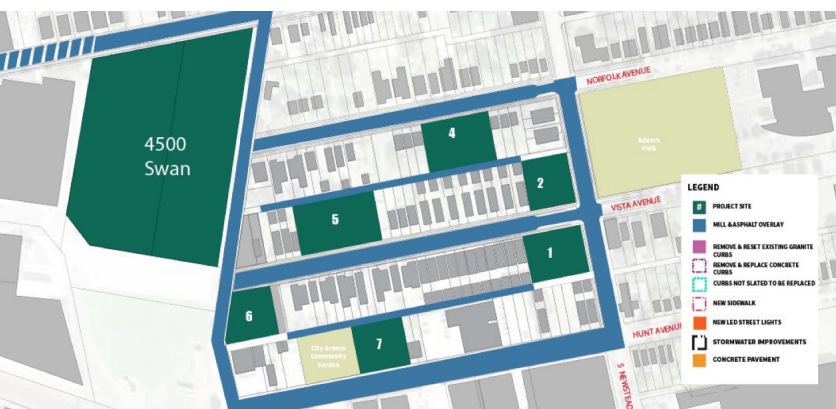 NORFOLK AVENUE
4500
Swan
4
Adams
Park
2
VISTA AVENUE
5
1
6
7
City Greens
Community
Garden
HUNT AVENUE
S NEWSTEAD
LEGEND
# PROJECT SITE
MILL & ASPHALT OVERLAY
REMOVE & RESET EXISTING GRANITE
CURBS
REMOVE & REPLACE CONCRETE
CURBS
CURBS NOT SLATED TO BE REPLACED
NEW SIDEWALK
NEW LED STREET LIGHTS
STORMWATER IMPROVEMENTS
CONCRETE PAVEMENT